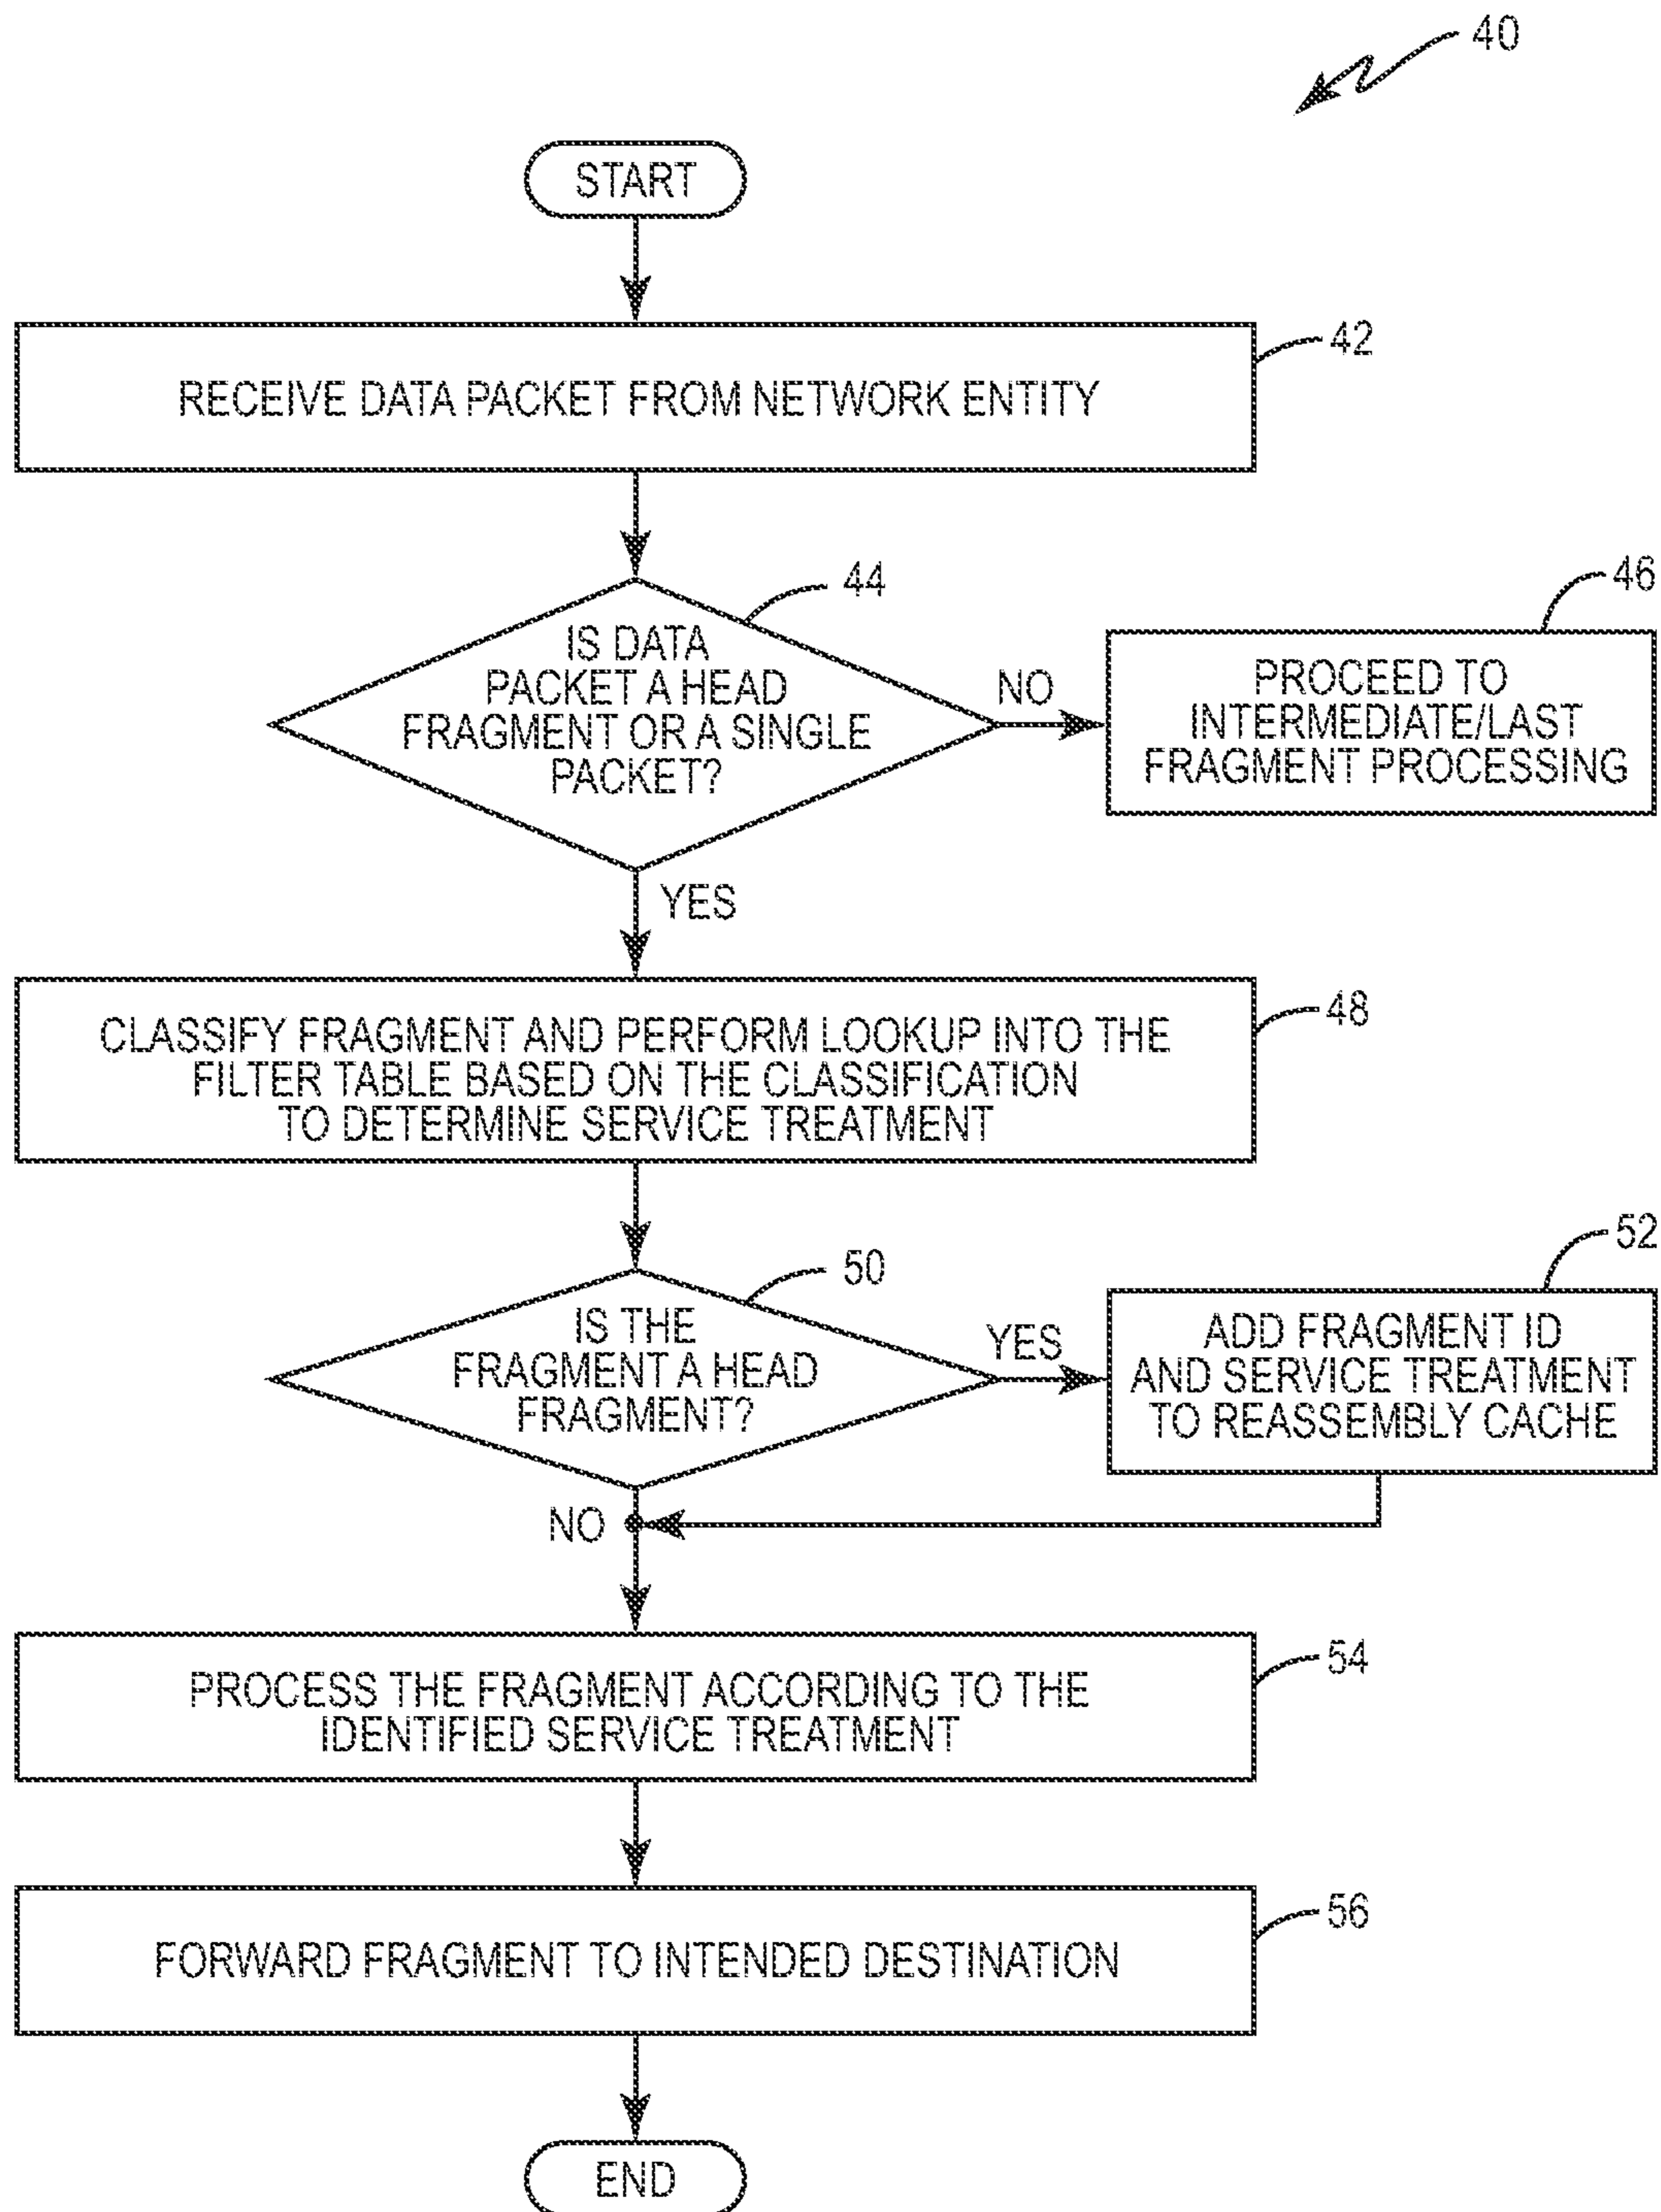 40
START
42
RECEIVE DATA PACKET FROM NETWORK ENTITY
44
IS DATA
PACKET A HEAD
FRAGMENT OR A SINGLE
PACKET?
NO
46
PROCEED TO
INTERMEDIATE/LAST
FRAGMENT PROCESSING
YES
48
CLASSIFY FRAGMENT AND PERFORM LOOKUP INTO THE
FILTER TABLE BASED ON THE CLASSIFICATION
TO DETERMINE SERVICE TREATMENT
50
IS THE
FRAGMENT A HEAD
FRAGMENT?
YES
52
ADD FRAGMENT ID
AND SERVICE TREATMENT
TO REASSEMBLY CACHE
NO
54
PROCESS THE FRAGMENT ACCORDING TO THE
IDENTIFIED SERVICE TREATMENT
56
FORWARD FRAGMENT TO INTENDED DESTINATION
END